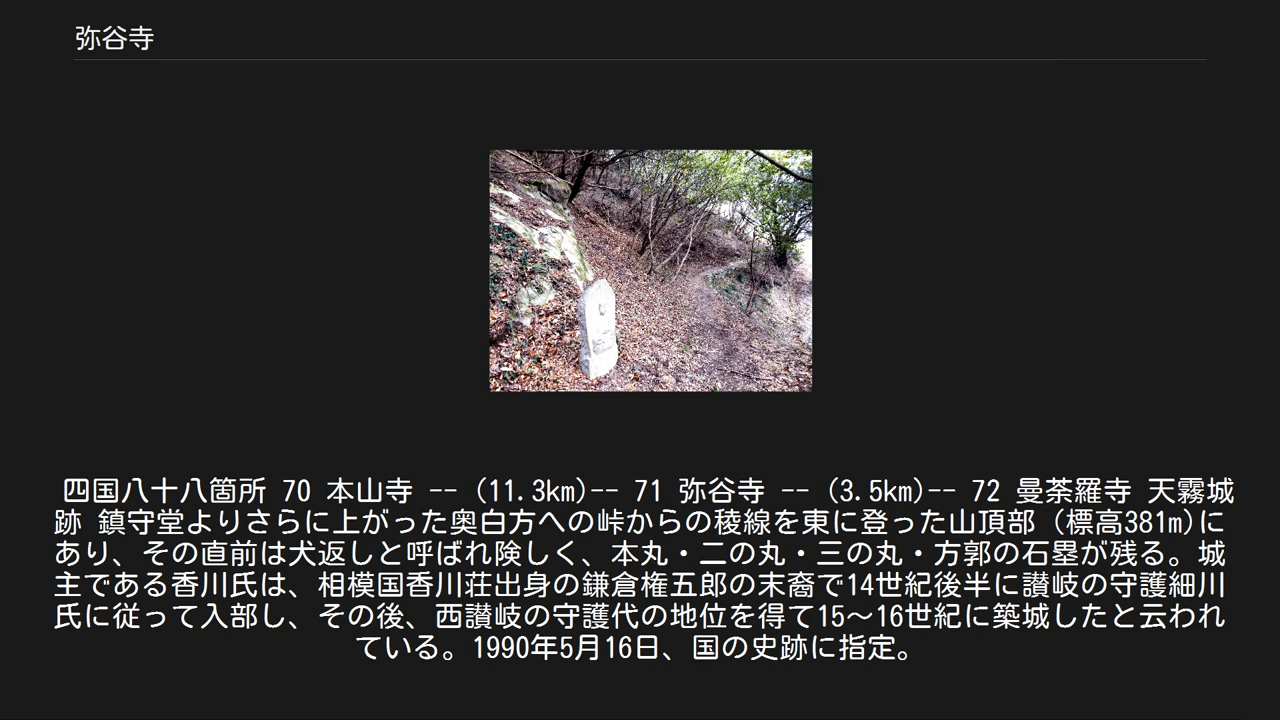 弥谷寺
四国八十八箇所 70 本山寺 -- (11.3km)-- 71 弥谷寺 -- (3.5km)-- 72 曼荼羅寺 天霧城
跡 鎮守堂よりさらに上がった奥白方への峠からの稜線を東に登った山頂部 (標高381m)に
あり、その直前は犬返しと呼ばれ険しく、本丸・二の丸・三の丸・方郭の石塁が残る。城
主である香川氏は、相模国香川荘出身の鎌倉権五郎の末裔で14世紀後半に讃岐の守護細川
氏に従って入部し、その後、西讃岐の守護代の地位を得て15～16世紀に築城したと云われ
ている。1990年5月16日、国の史跡に指定。